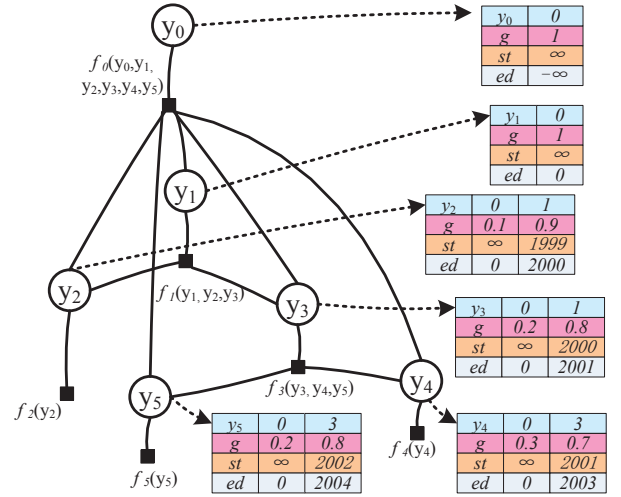 y0
f0(y0,y1,
y2,y3,y4,y5)
y0 0
g 1
st ∞
ed −∞
y1 0
g 1
st ∞
ed 0
y1
y2 0 1
g 0.1 0.9
st ∞ 1999
ed 0 2000
y2
f1(y1,y2,y3)
y3
y3 0 1
g 0.2 0.8
st ∞ 2000
ed 0 2001
f3(y3,y4,y5)
y4
y5
f2(y2)
f5(y5)
y5 0 3
g 0.2 0.8
st ∞ 2002
ed 0 2004
f4(y4)
y4 0 3
g 0.3 0.7
st ∞ 2001
ed 0 2003